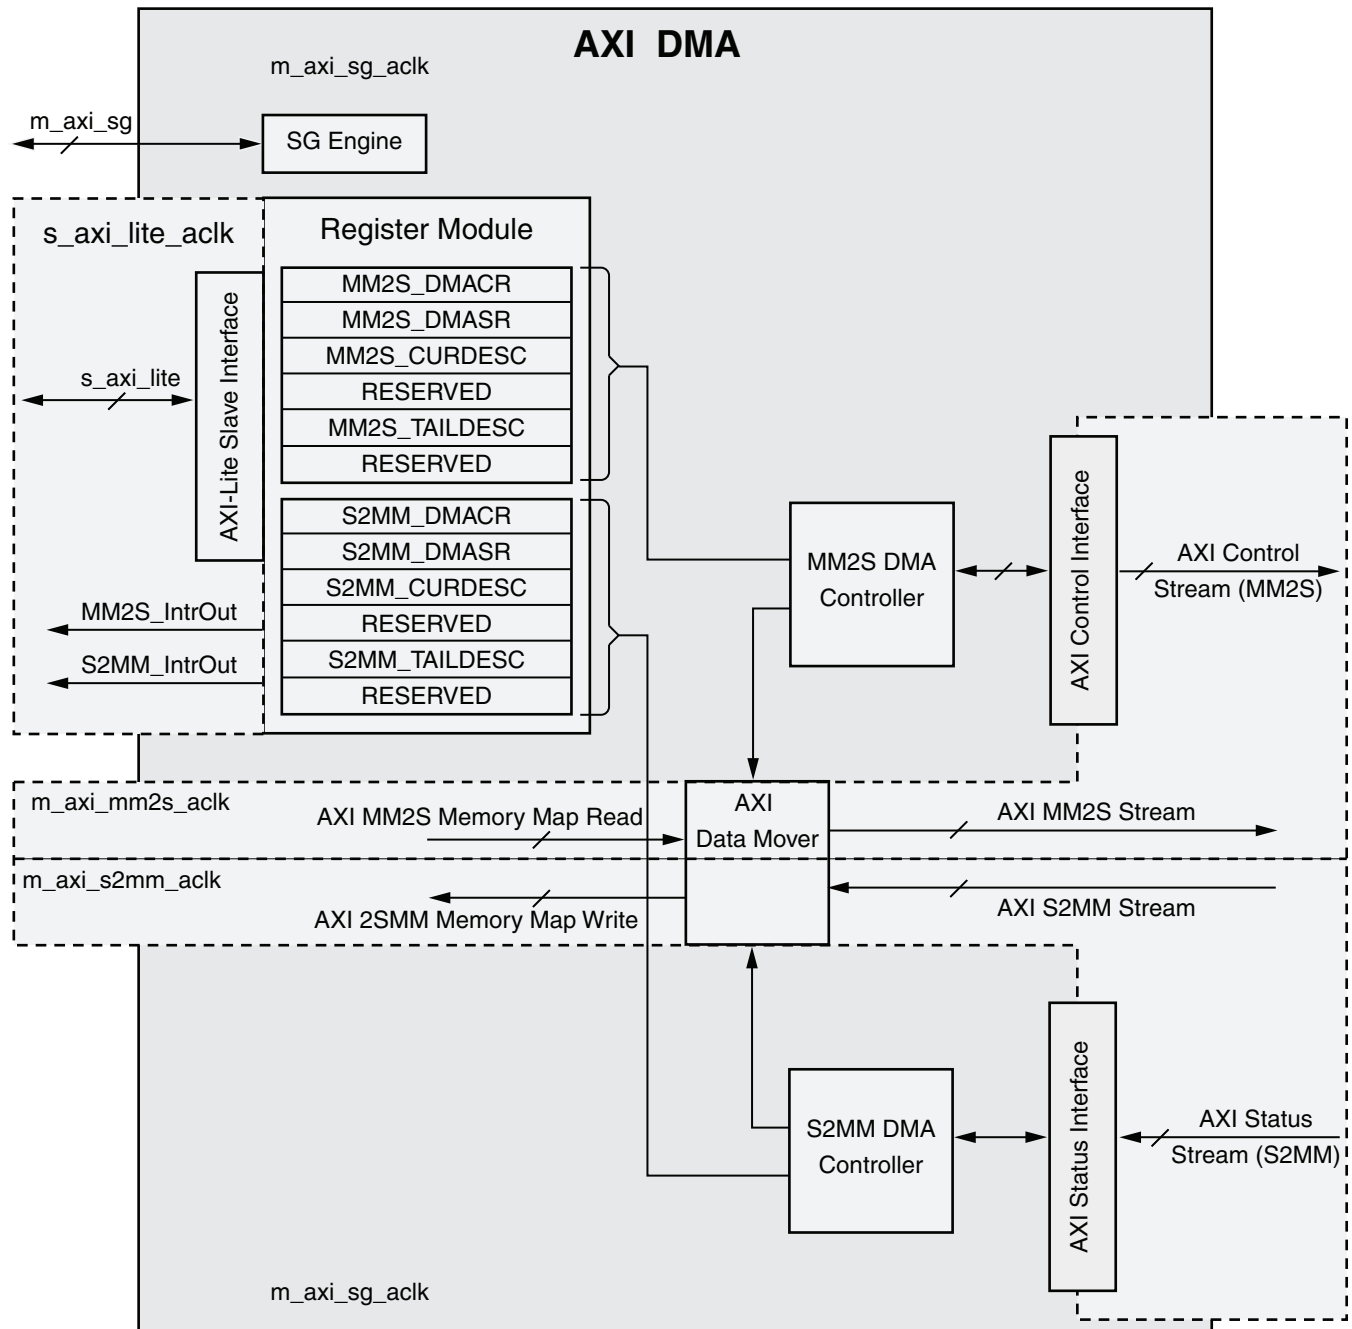 AXI DMA
m_axi_sg_aclk
m_axi_sg
SG Engine
s_axi_lite_aclk
Register Module
AXI-Lite Slave Interface
s_axi_lite
MM2S_DMACR
MM2S_DMASR
MM2S_CURDESC
RESERVED
MM2S_TAILDESC
RESERVED
S2MM_DMACR
S2MM_DMASR
S2MM_CURDESC
RESERVED
S2MM_TAILDESC
RESERVED
MM2S_IntrOut
S2MM_IntrOut
MM2S DMA
Controller
AXI Control Interface
AXI Control
Stream (MM2S)
m_axi_mm2s_aclk
AXI MM2S Memory Map Read
AXI
Data Mover
AXI MM2S Stream
m_axi_s2mm_aclk
AXI 2SMM Memory Map Write
AXI S2MM Stream
S2MM DMA
Controller
AXI Status Interface
AXI Status
Stream (S2MM)
m_axi_sg_aclk